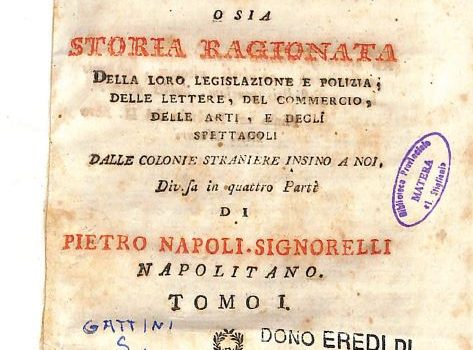 O SIA
STORIA RAGIONATA
DELLA LORO LEGISLAZIONE E POLIZIA;
DELLE LETTERE, DEL COMMERCIO,
DELLE ARTI, E DEGLI
SPETTACOLI
DALLE COLONIE STRANIERE INSINO A NOI.
Divisa in quattro Parti
DI
PIETRO NAPOLI-SIGNORELLI
NAPOLITANO.
TOMO I.
Biblioteca Provinciale
MATERA
GATTINI
DONO EREDI DI